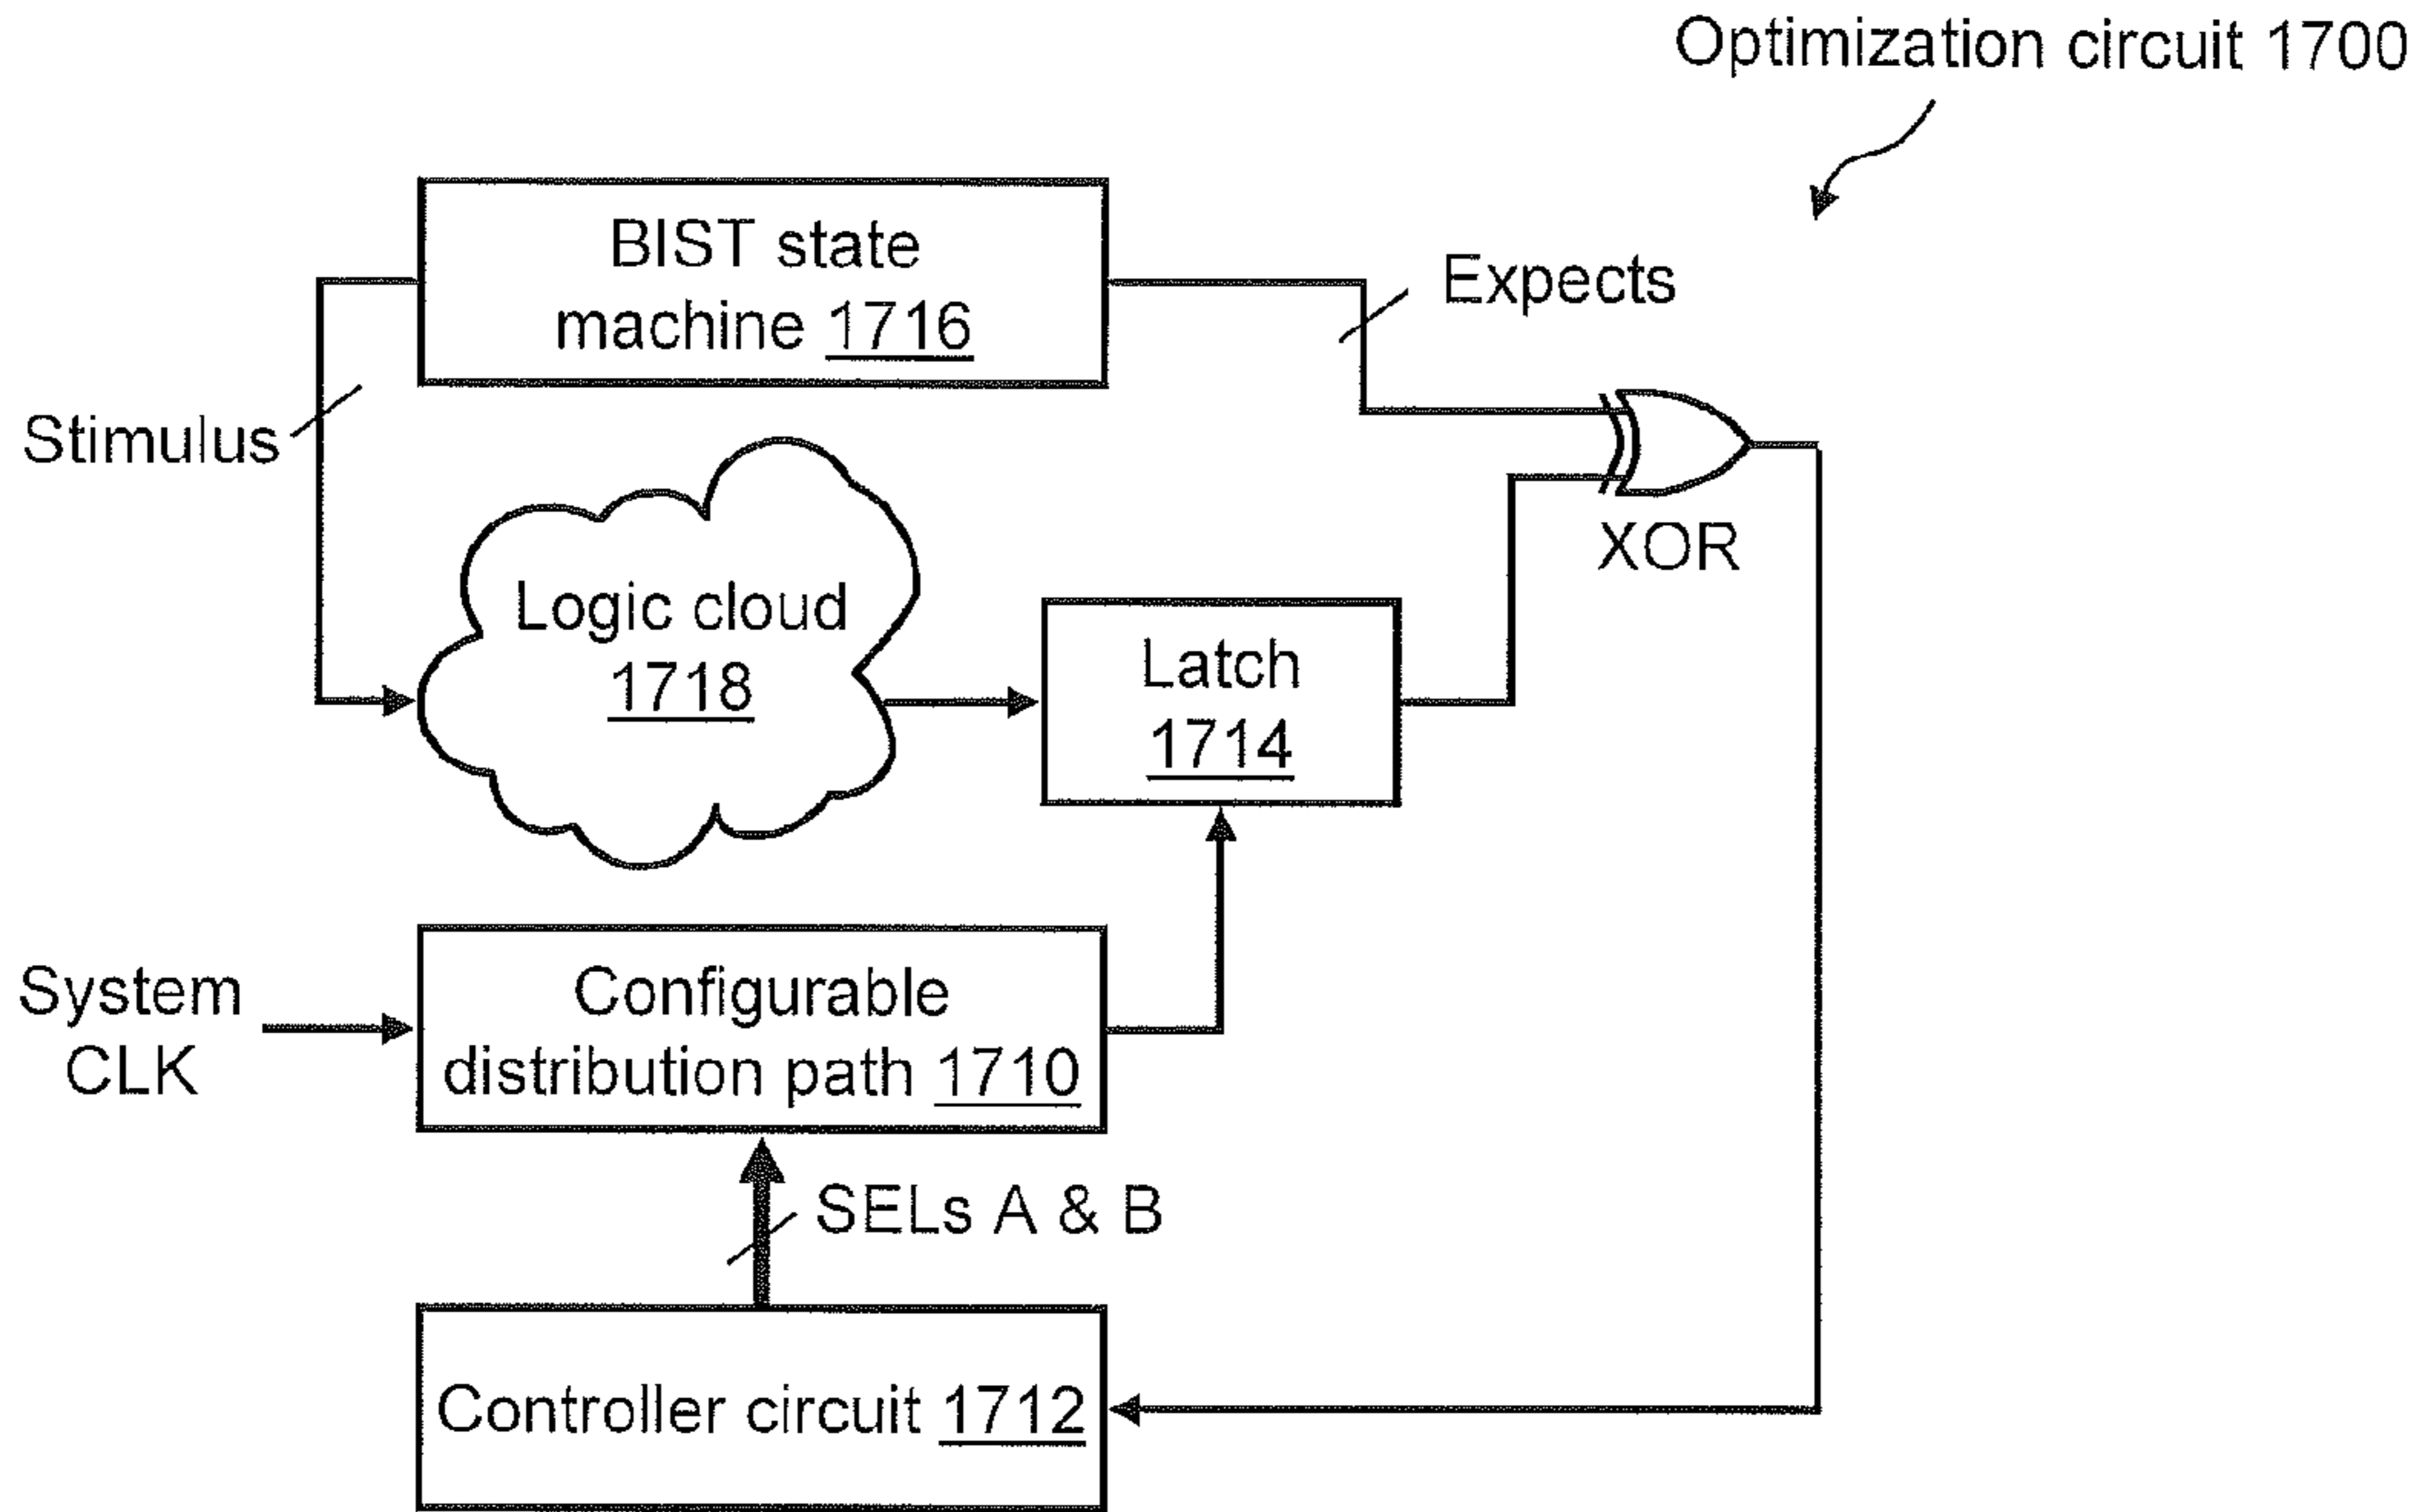 Optimization circuit 1700
BIST state
machine 1716
Expects
Stimulus
XOR
Logic cloud
1718
Latch
1714
System
CLK
Configurable
distribution path 1710
SELs A & B
Controller circuit 1712